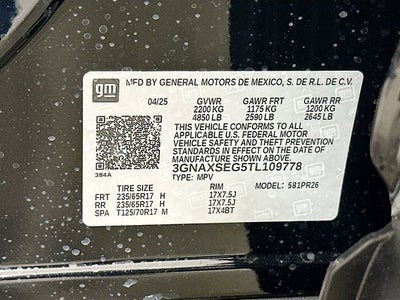 gm MFD BY GENERAL MOTORS DE MEXICO, S. DE R.L. DE C.V.
04/25 GVWR GAWR FRT GAWR RR
2200 KG 1175 KG 1200 KG
4850 LB 2590 LB 2645 LB
THIS VEHICLE CONFORMS TO ALL
APPLICABLE U.S. FEDERAL MOTOR
VEHICLE SAFETY AND THEFT PREVENTION
STANDARDS IN EFFECT ON THE DATE OF
MANUFACTURE SHOWN ABOVE.
3GNAXSEG5TL109778
384A TYPE: MPV
TIRE SIZE RIM MODEL: 581PR26
FRT 235/65R17 H 17X7.5J
RR 235/65R17 H 17X7.5J
SPA T125/70R17 M 17X4BT